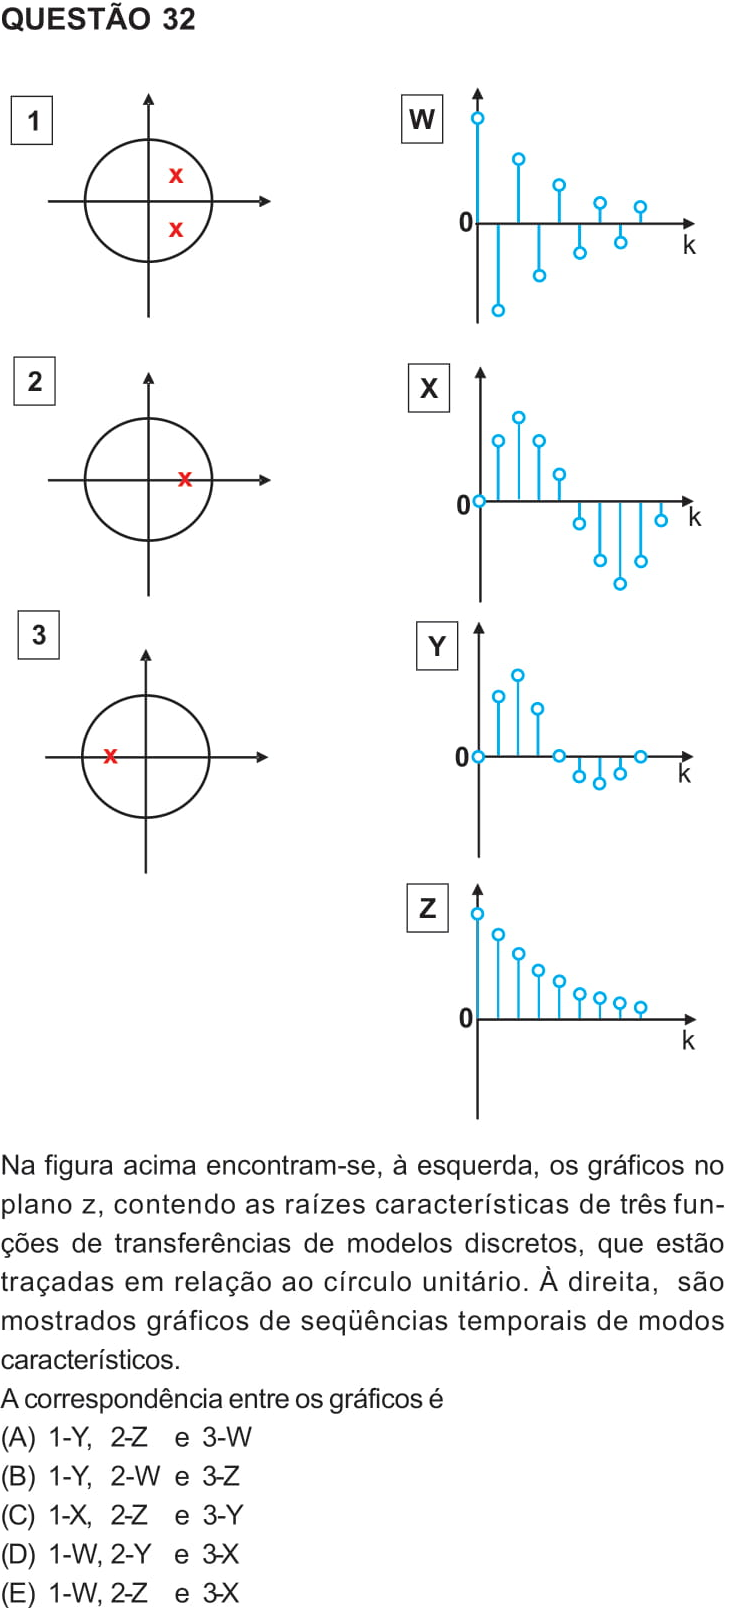 QUESTÃO 32
1
W
0
k
2
X
0
k
3
Y
0
k
Z
0
k
Na figura acima encontram-se, à esquerda, os gráficos no
plano z, contendo as raízes características de três fun-
ções de transferências de modelos discretos, que estão
traçadas em relação ao círculo unitário. À direita, são
mostrados gráficos de seqüências temporais de modos
característicos.
A correspondência entre os gráficos é
(A) 1-Y, 2-Z e 3-W
(B) 1-Y, 2-W e 3-Z
(C) 1-X, 2-Z e 3-Y
(D) 1-W, 2-Y e 3-X
(E) 1-W, 2-Z e 3-X